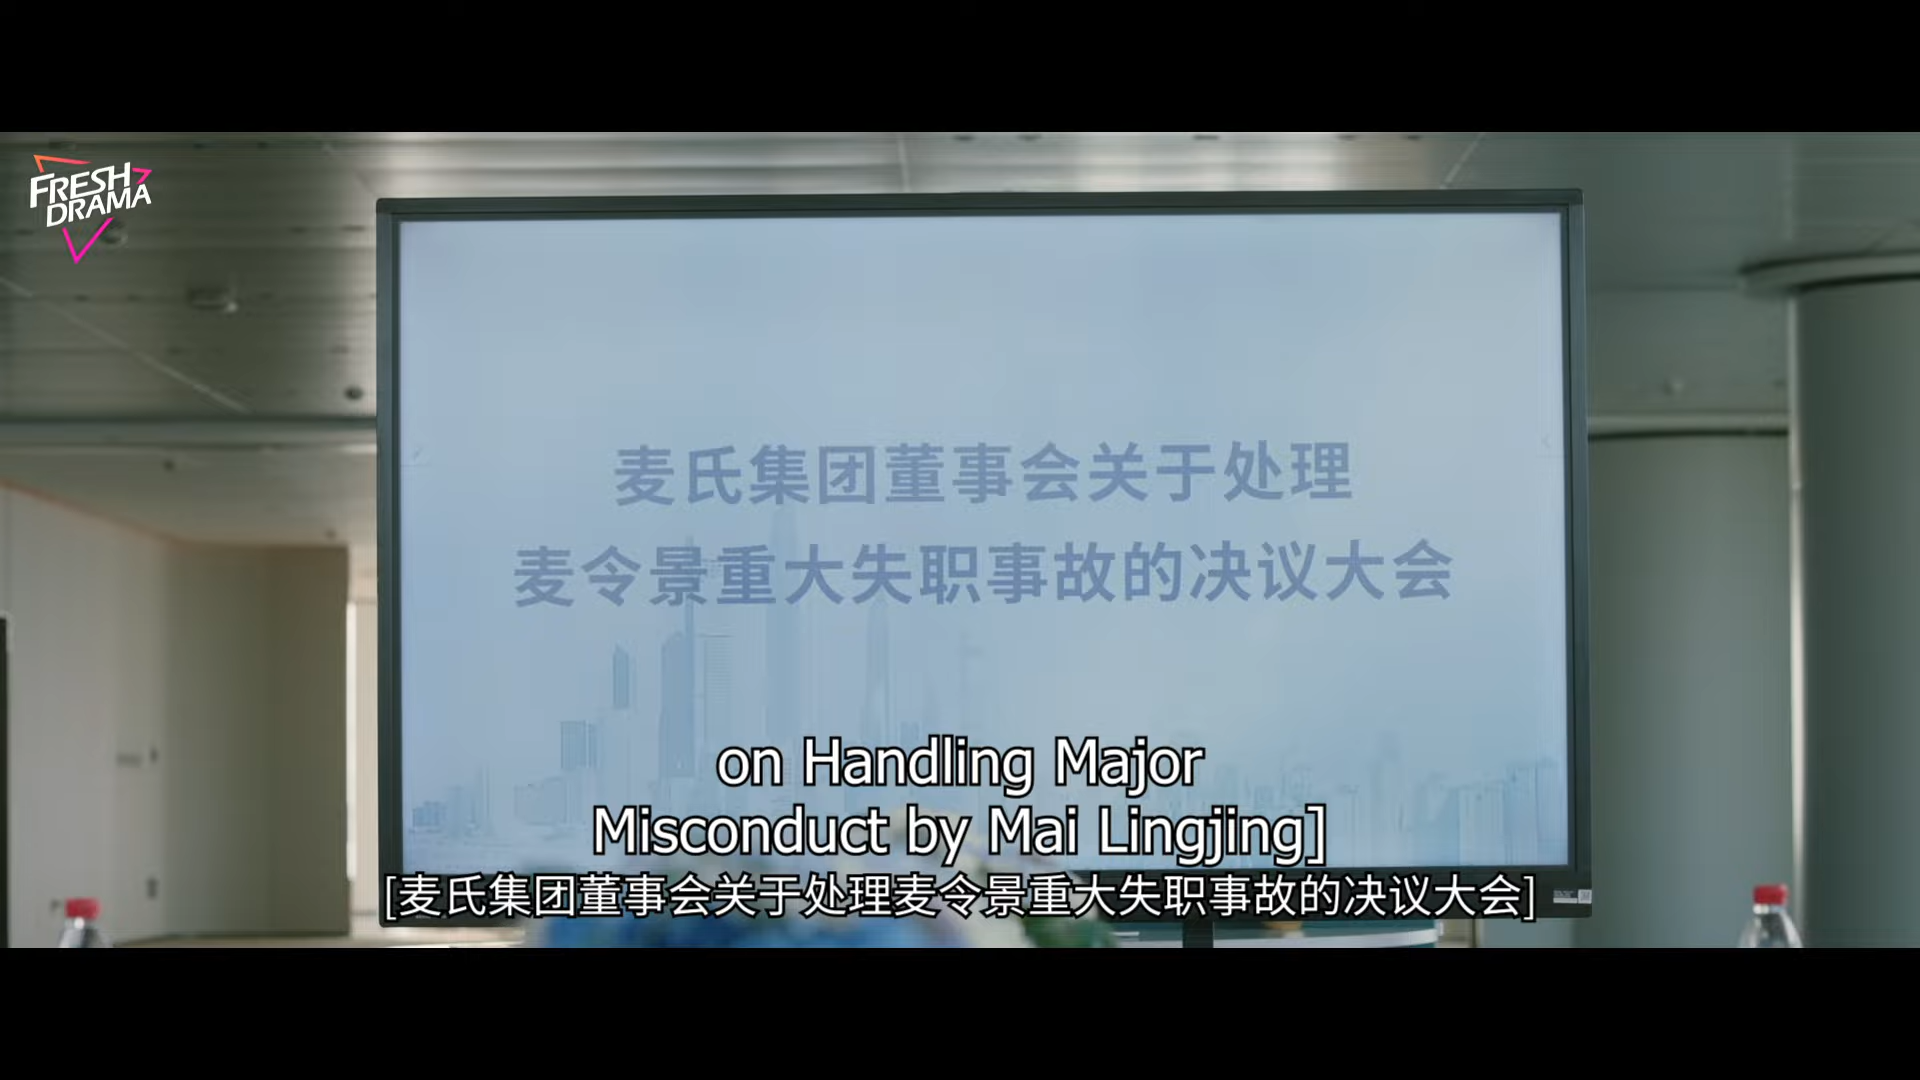 FRESH
DRAMA
麦氏集团董事会关于处理
麦令景重大失职事故的决议大会
on Handling Major
Misconduct by Mai Lingjing]
[麦氏集团董事会关于处理麦令景重大失职事故的决议大会]